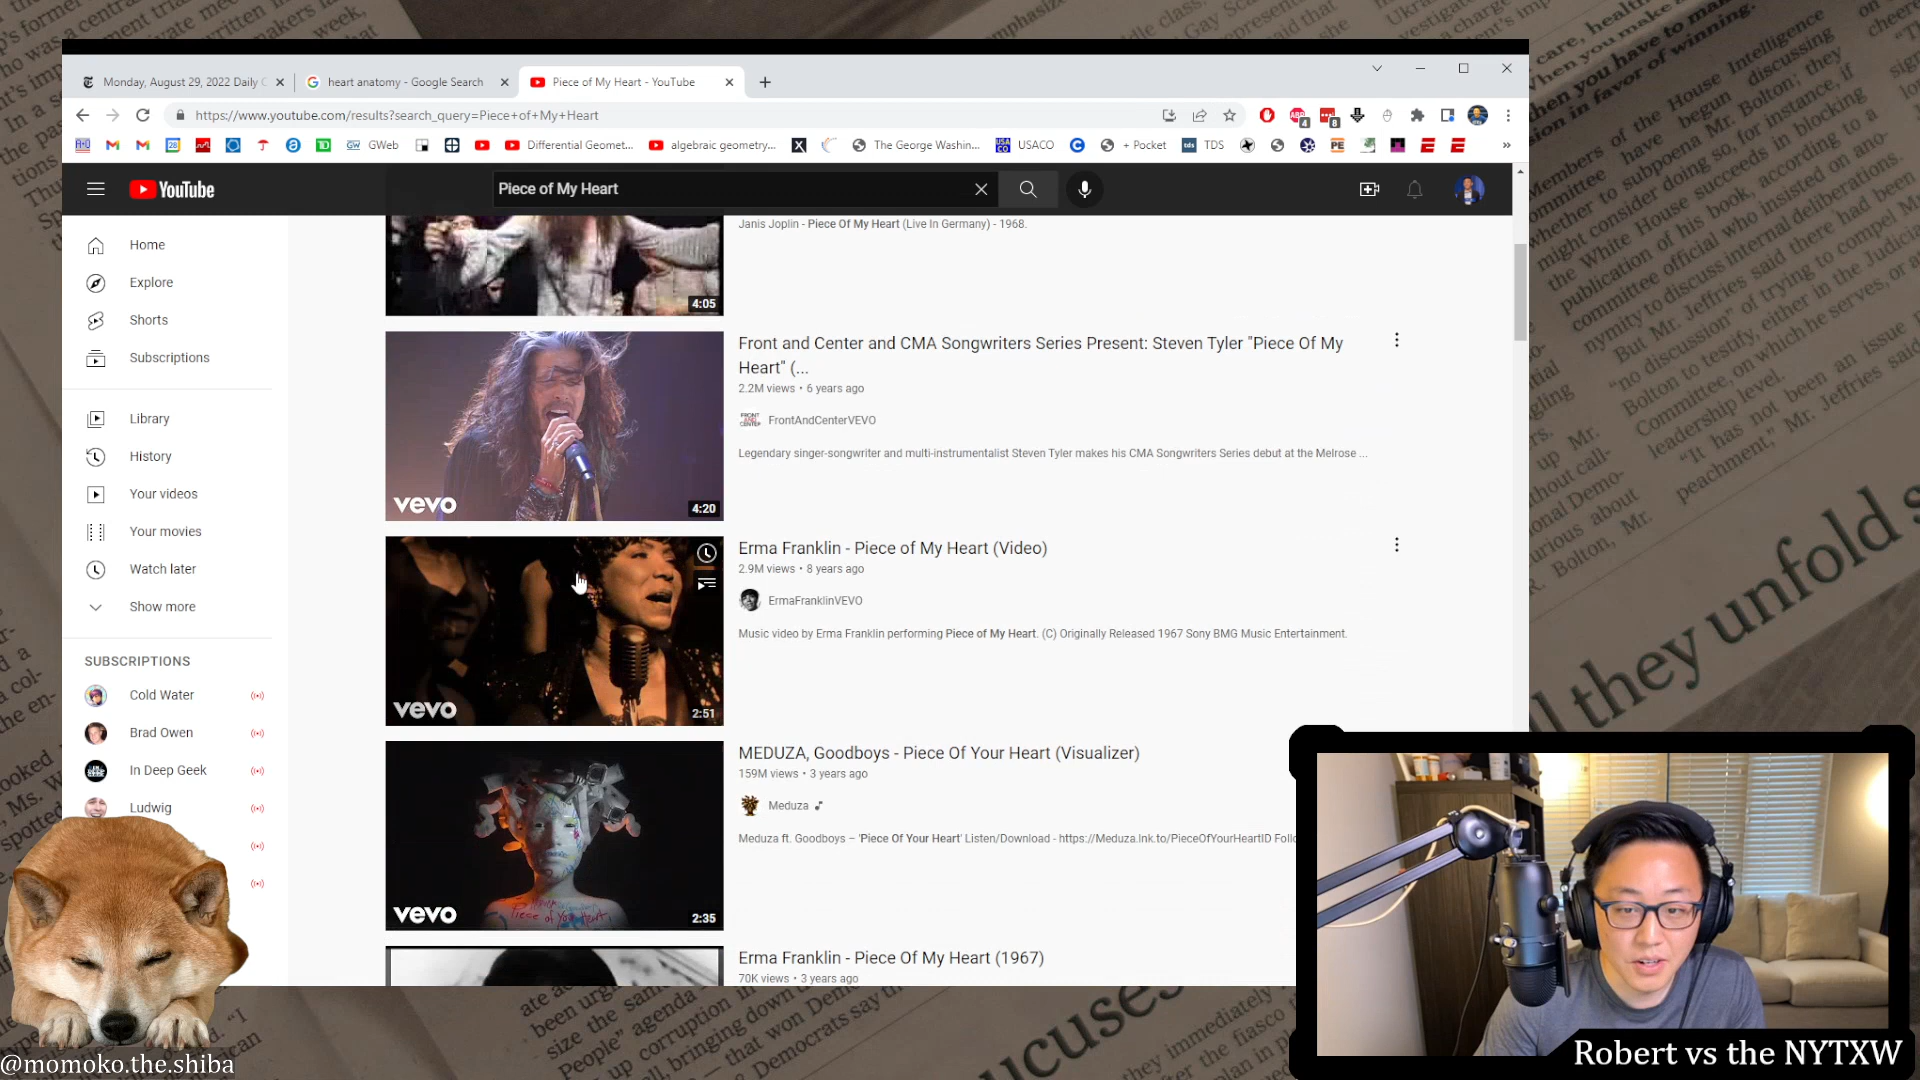 Monday, August 29, 2022 Daily C
heart anatomy - Google Search
Piece of My Heart - YouTube
https://www.youtube.com/results?search_query=Piece+of+My+Heart
GWeb
Differential Geomet...
algebraic geometry...
The George Washin...
USACO
+ Pocket
TDS
YouTube
Piece of My Heart
Home
Explore
Shorts
Subscriptions
Library
History
Your videos
Your movies
Watch later
Show more
SUBSCRIPTIONS
Cold Water
Brad Owen
In Deep Geek
Ludwig
Janis Joplin - Piece Of My Heart (Live In Germany) - 1968.
4:05
Front and Center and CMA Songwriters Series Present: Steven Tyler "Piece Of My
Heart" (...
2.2M views • 6 years ago
FrontAndCenterVEVO
Legendary singer-songwriter and multi-instrumentalist Steven Tyler makes his CMA Songwriters Series debut at the Melrose ...
vevo
4:20
Erma Franklin - Piece of My Heart (Video)
2.9M views • 8 years ago
ErmaFranklinVEVO
Music video by Erma Franklin performing Piece of My Heart. (C) Originally Released 1967 Sony BMG Music Entertainment.
vevo
2:51
MEDUZA, Goodboys - Piece Of Your Heart (Visualizer)
159M views • 3 years ago
Meduza
Meduza ft. Goodboys – 'Piece Of Your Heart' Listen/Download - https://Meduza.lnk.to/PieceOfYourHeartID Follo
vevo
2:35
Erma Franklin - Piece Of My Heart (1967)
70K views • 3 years ago
they unfold
@momoko.the.shiba
Robert vs the NYTXW